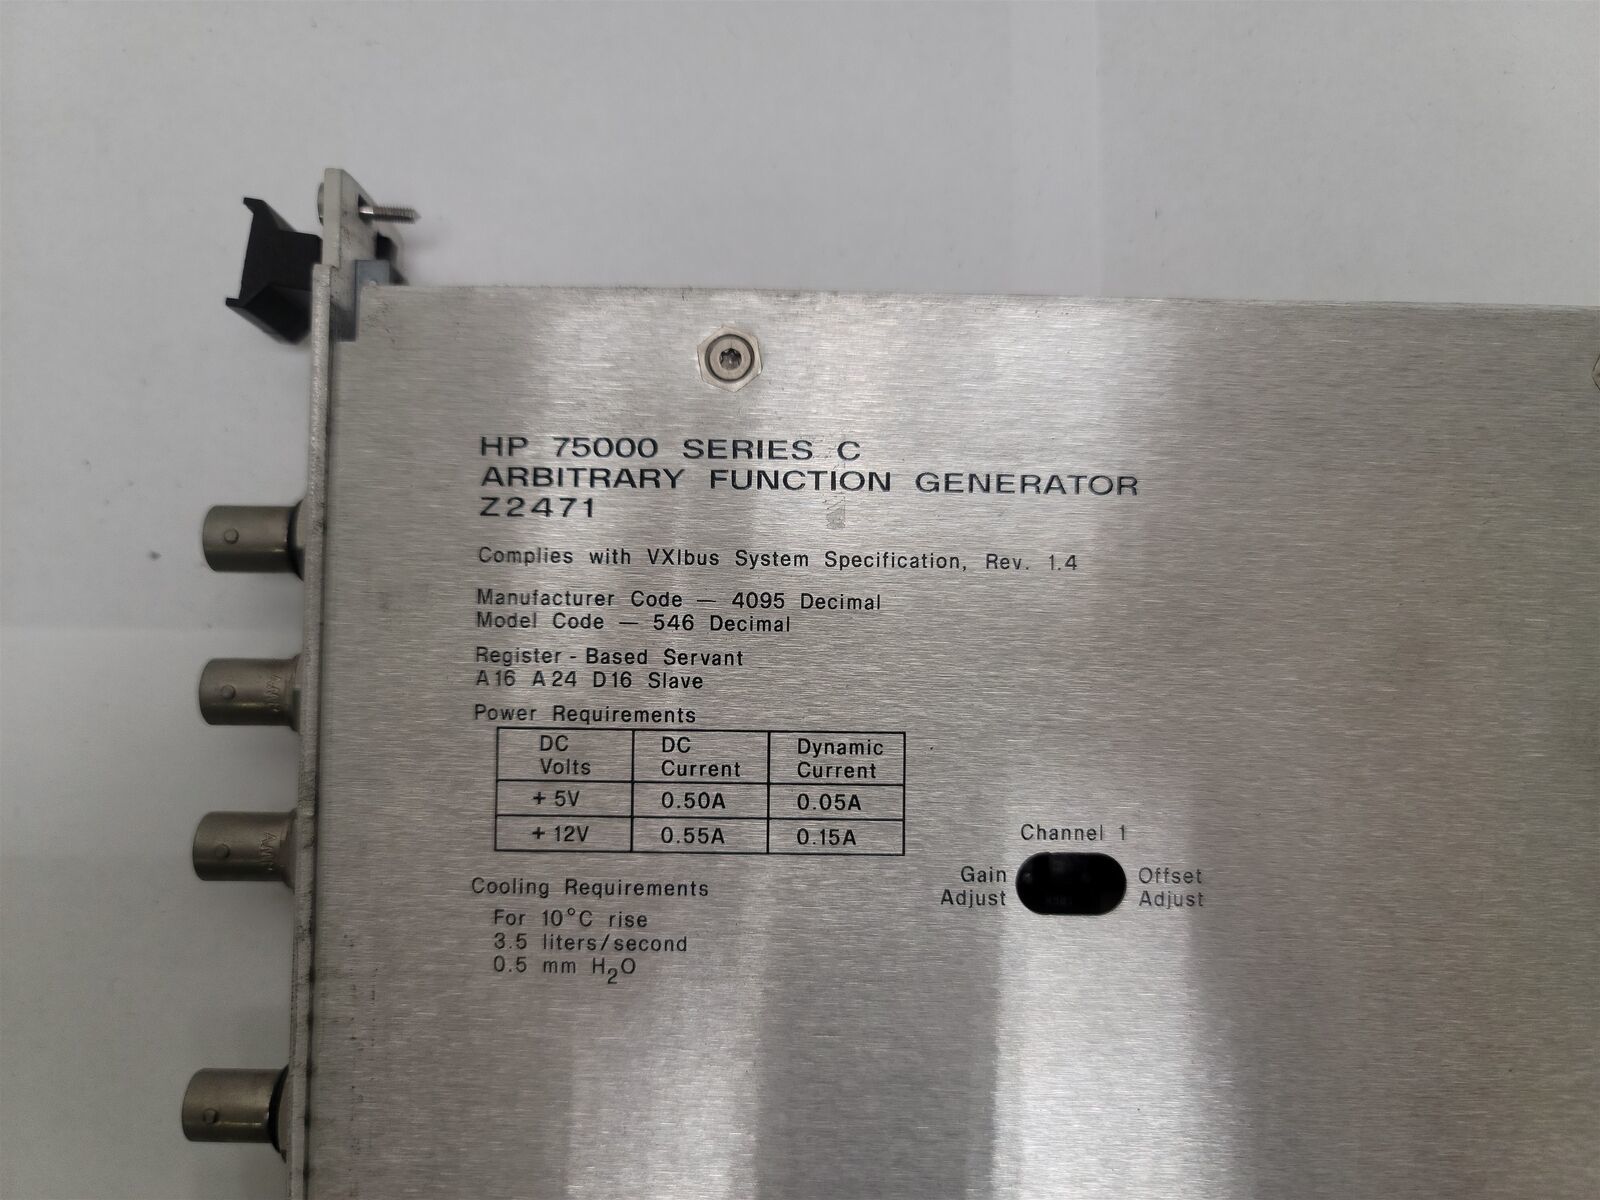 HP 75000 SERIES C
ARBITRARY FUNCTION GENERATOR
Z2471
Complies with VXIbus System Specification, Rev. 1.4
Manufacturer Code — 4095 Decimal
Model Code — 546 Decimal
Register - Based Servant
A16 A24 D16 Slave
Power Requirements
DC Volts
DC Current
Dynamic Current
+ 5V 0.50A 0.05A
+ 12V 0.55A 0.15A
Cooling Requirements
For 10°C rise
3.5 liters/second
0.5 mm H2O
Channel 1
Gain Adjust
Offset Adjust